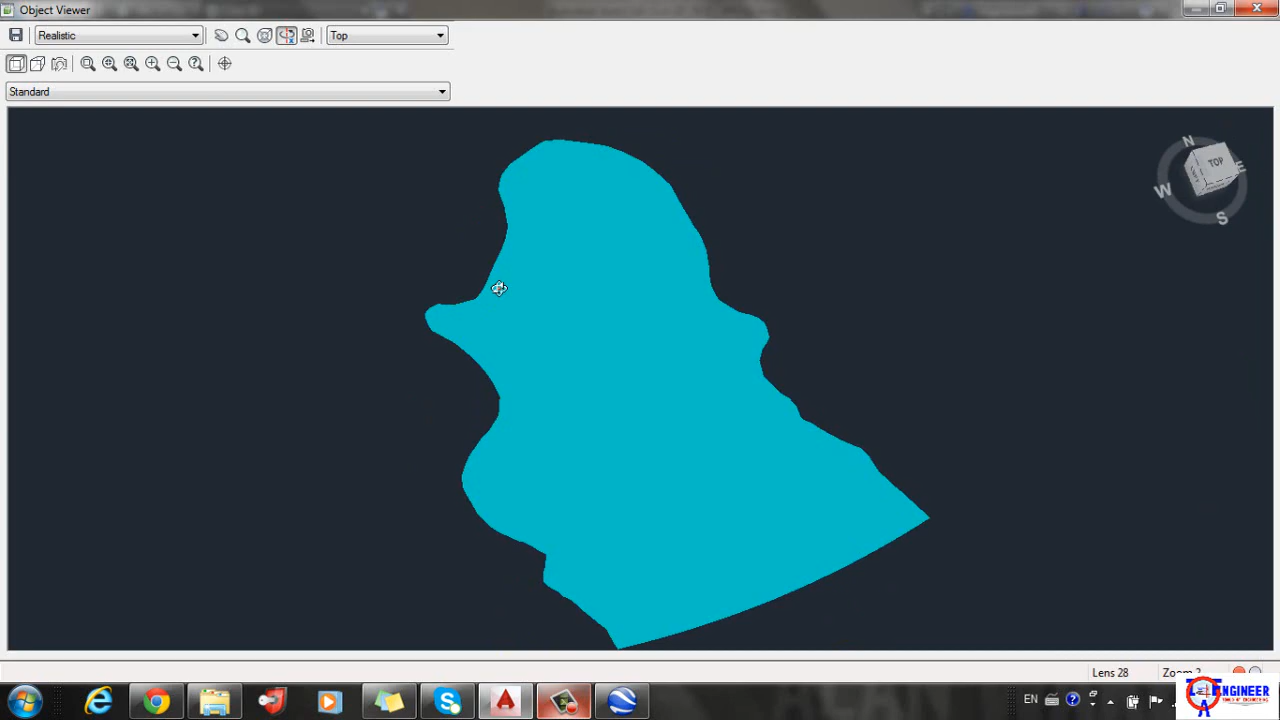 Object Viewer
Realistic
Top
Standard
N
TOP
E
W
S
Lens 28
EN
ENGINEER